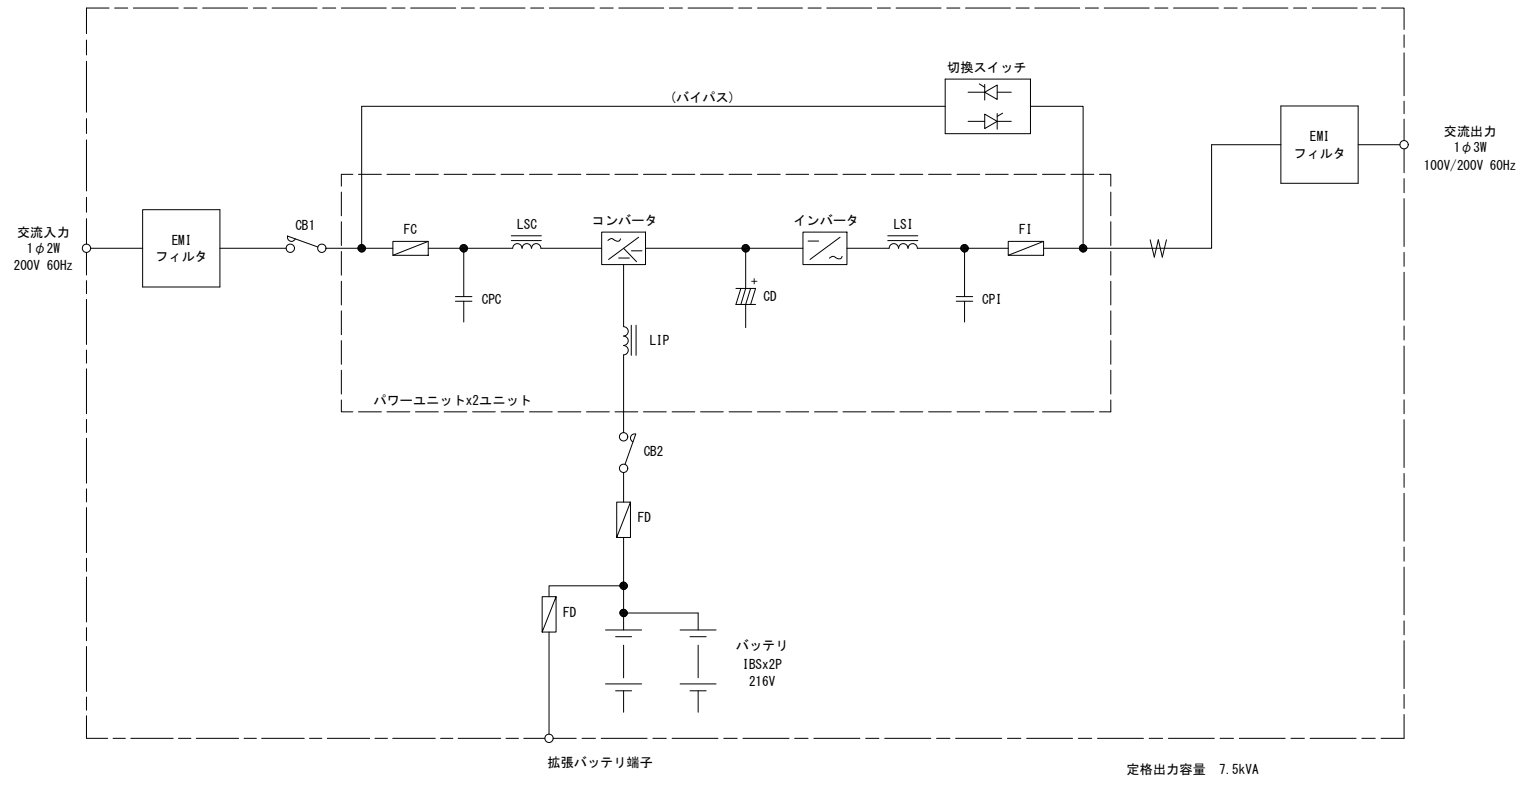 切換スイッチ
(バイパス)
EMI
フィルタ
交流出力
1φ3W
100V/200V 60Hz
交流入力
1φ2W
200V 60Hz
EMI
フィルタ
CB1
FC
LSC
コンバータ
インバータ
LSI
FI
CPC
+
CD
CPI
LIP
パワーユニットx2ユニット
CB2
FD
FD
バッテリ
IBSx2P
216V
拡張バッテリ端子
定格出力容量 7.5kVA